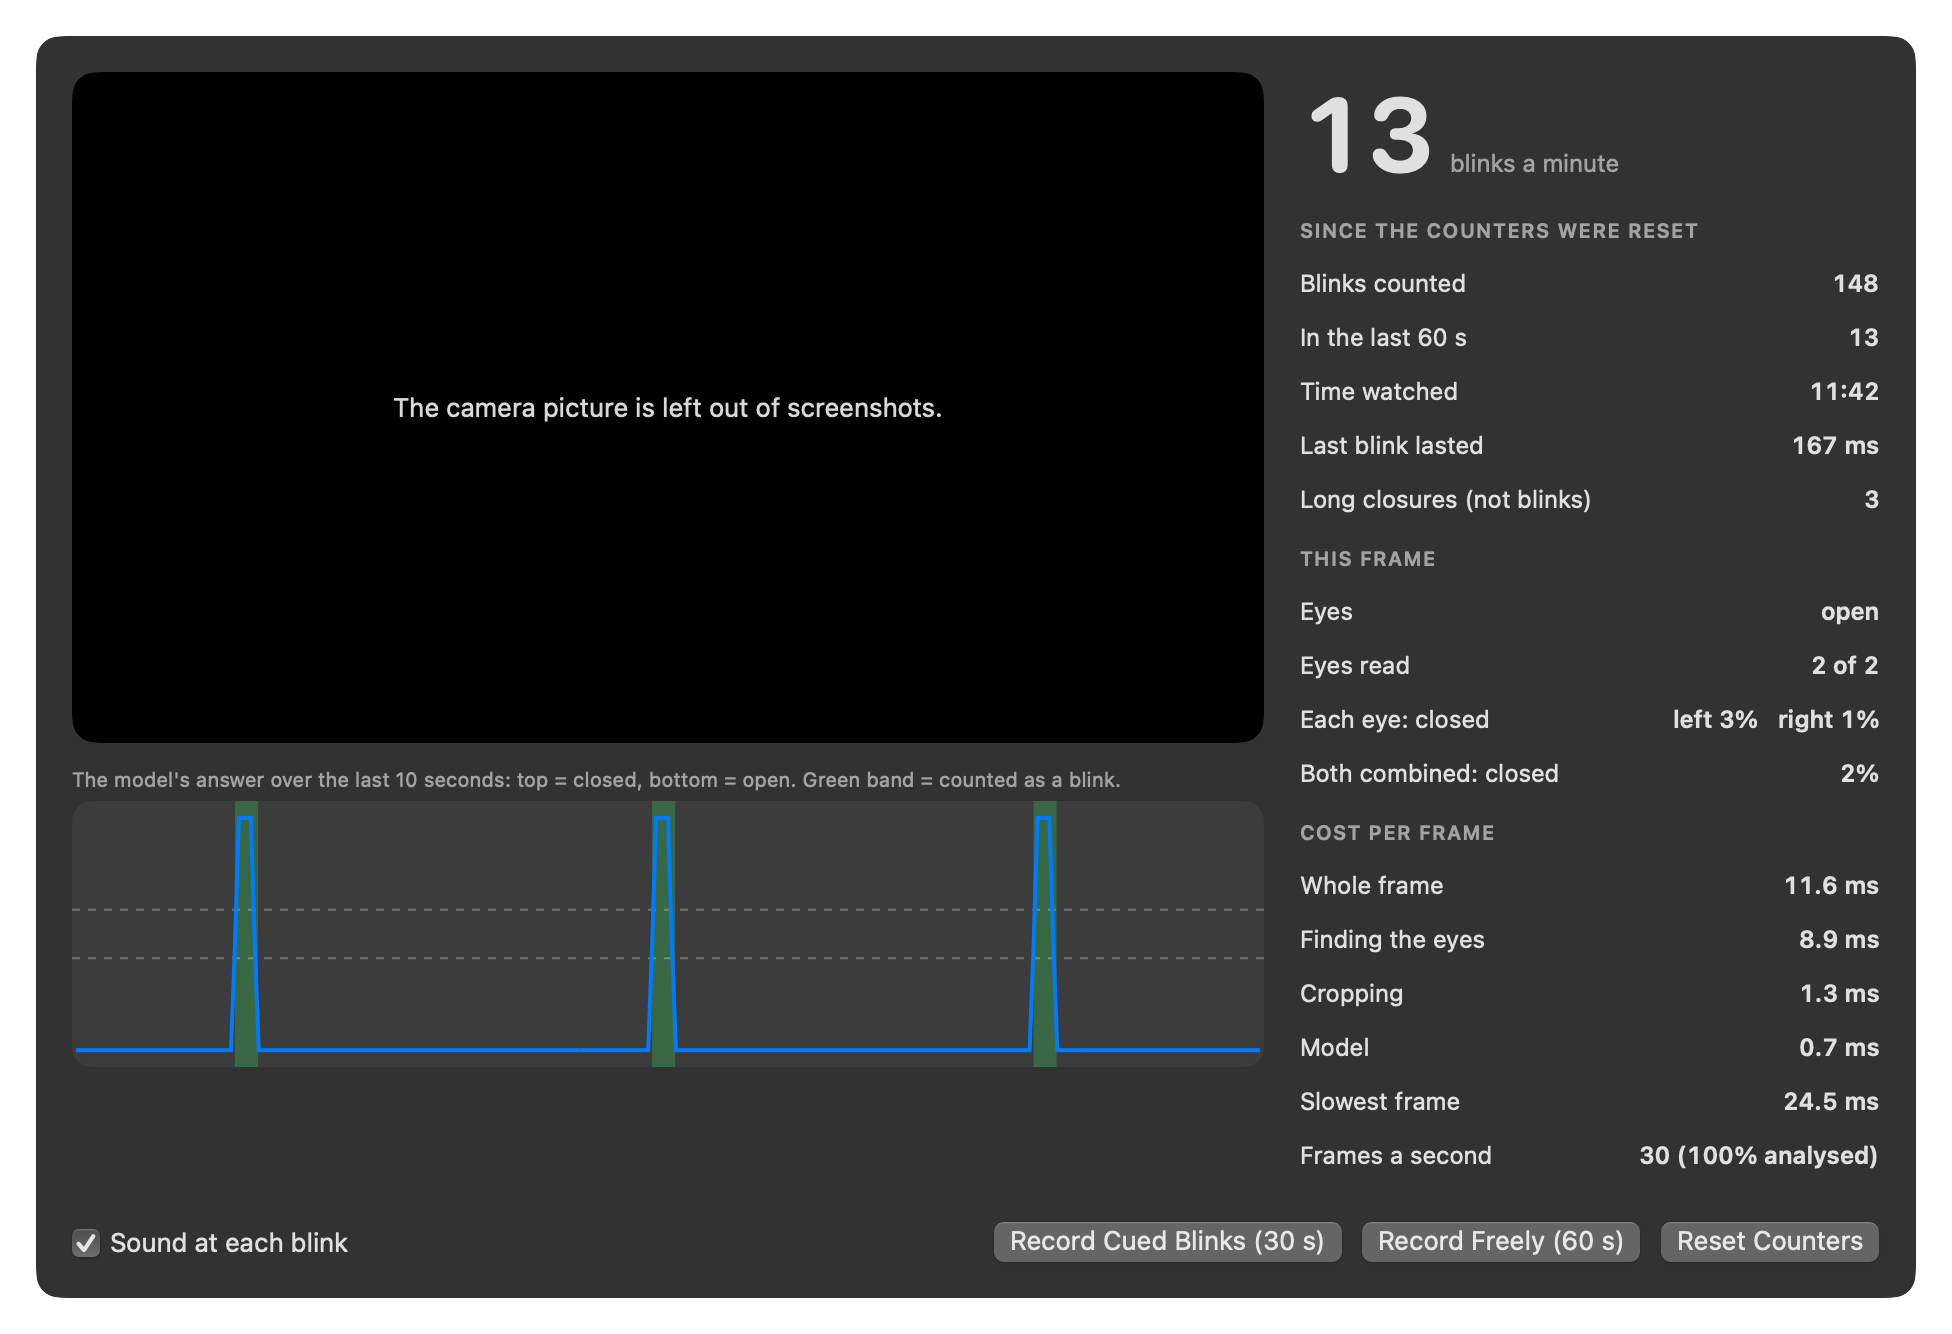 The camera picture is left out of screenshots.
The model's answer over the last 10 seconds: top = closed, bottom = open. Green band = counted as a blink.
Sound at each blink
13 blinks a minute
SINCE THE COUNTERS WERE RESET
Blinks counted 148
In the last 60 s 13
Time watched 11:42
Last blink lasted 167 ms
Long closures (not blinks) 3
THIS FRAME
Eyes open
Eyes read 2 of 2
Each eye: closed left 3% right 1%
Both combined: closed 2%
COST PER FRAME
Whole frame 11.6 ms
Finding the eyes 8.9 ms
Cropping 1.3 ms
Model 0.7 ms
Slowest frame 24.5 ms
Frames a second 30 (100% analysed)
Record Cued Blinks (30 s) Record Freely (60 s) Reset Counters